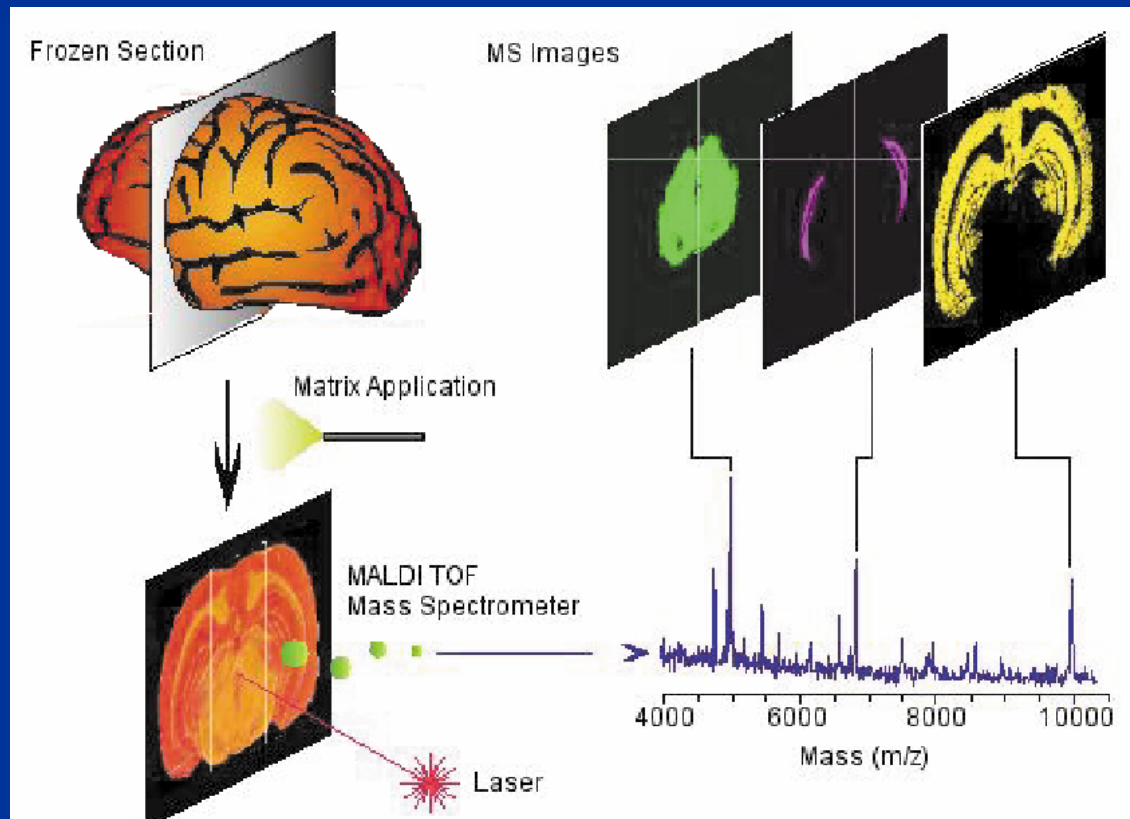 Frozen Section
MS Images
Matrix Application
MALDI TOF
Mass Spectrometer
Laser
4000 6000 8000 10000
Mass (m/z)